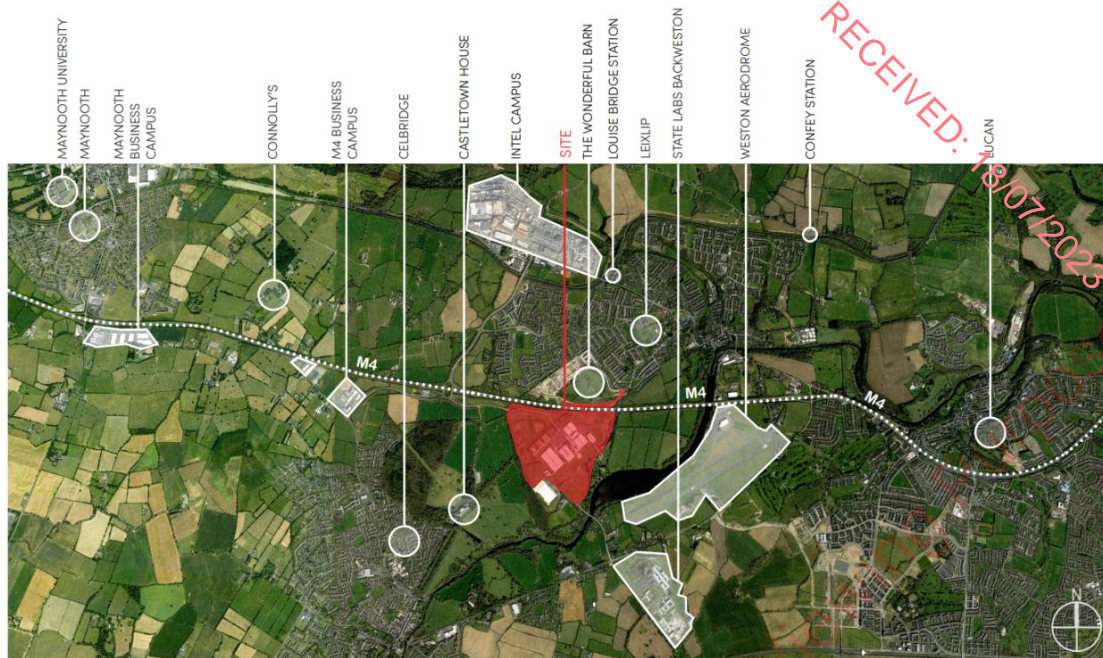 MAYNOOTH UNIVERSITY
MAYNOOTH
MAYNOOTH
BUSINESS
CAMPUS
CONNOLLY'S
M4 BUSINESS
CAMPUS
CELBRIDGE
CASTLETOWN HOUSE
INTEL CAMPUS
SITE
THE WONDERFUL BARN
LOUISE BRIDGE STATION
LEIXLIP
STATE LABS BACKWESTON
WESTON AERODROME
CONFEY STATION
LUCAN
RECEIVED: 18/07/2023
M4
M4
M4
N